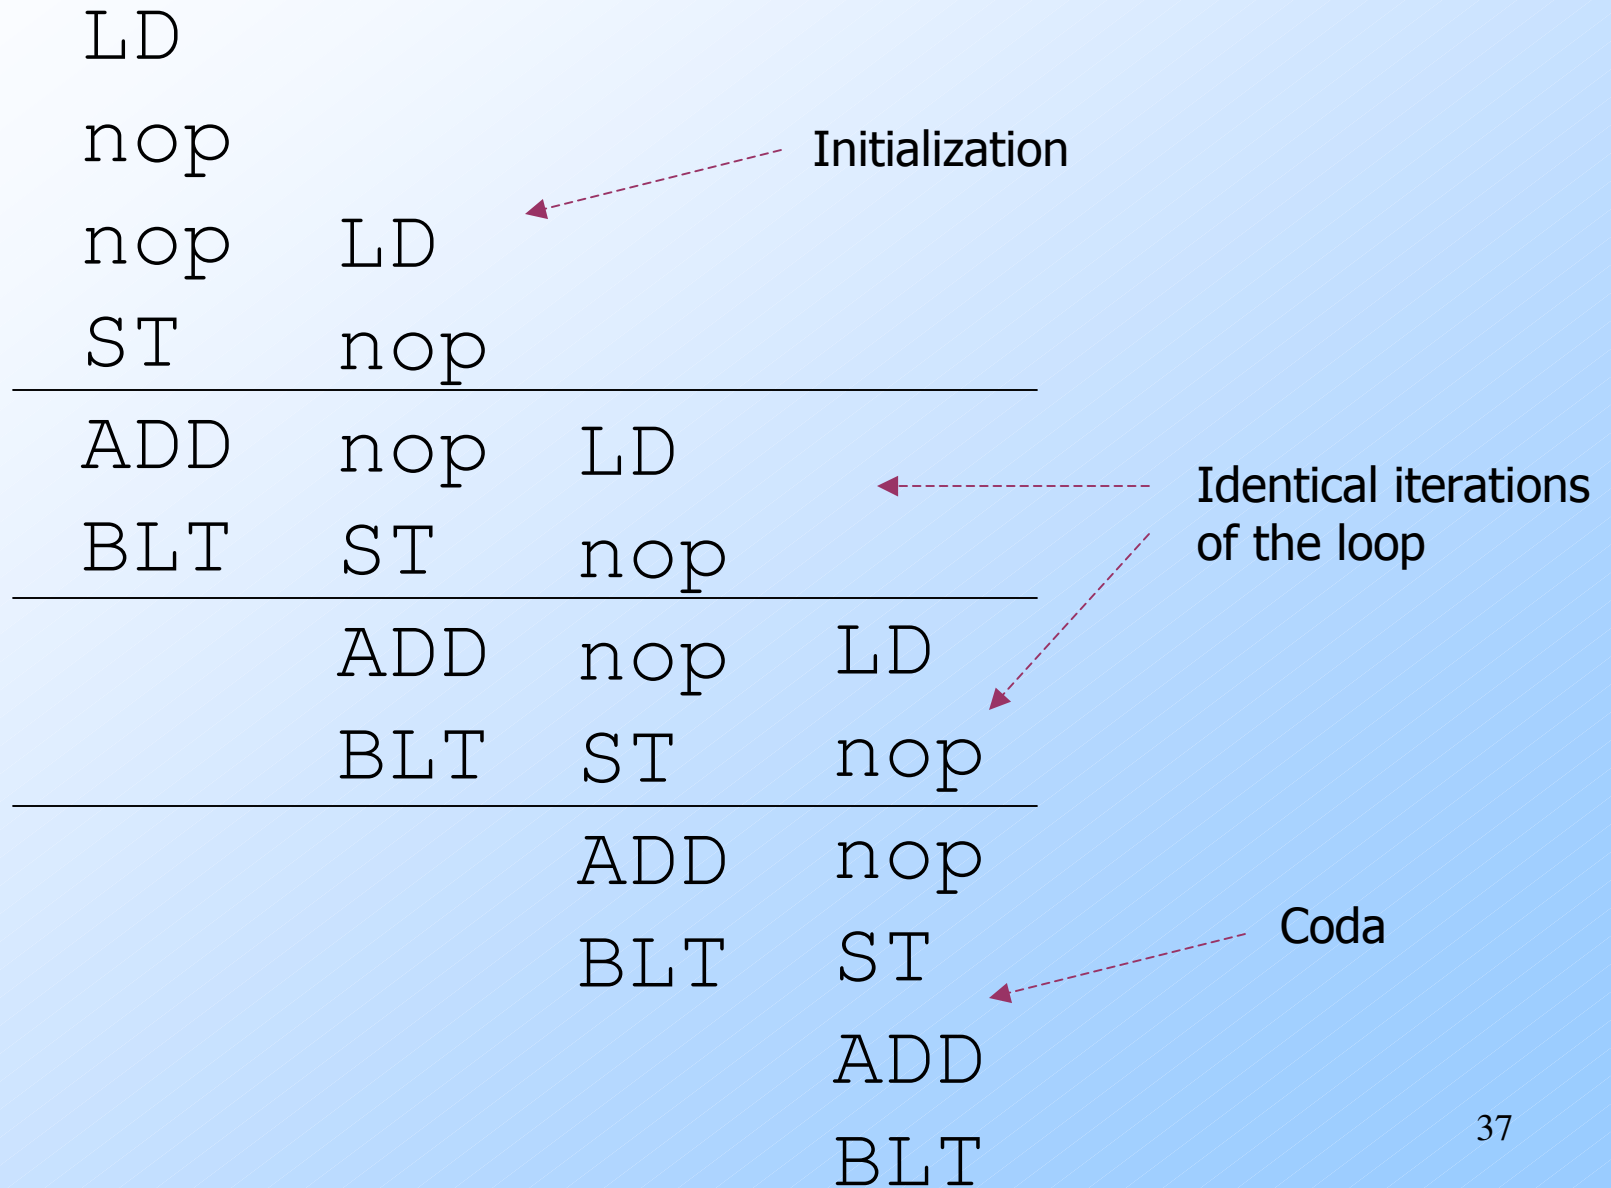 LD
nop
Initialization
nop LD
ST nop
ADD nop LD
Identical iterations
of the loop
BLT ST nop
ADD nop LD
BLT ST nop
ADD nop
Coda
BLT ST
ADD
37
BLT